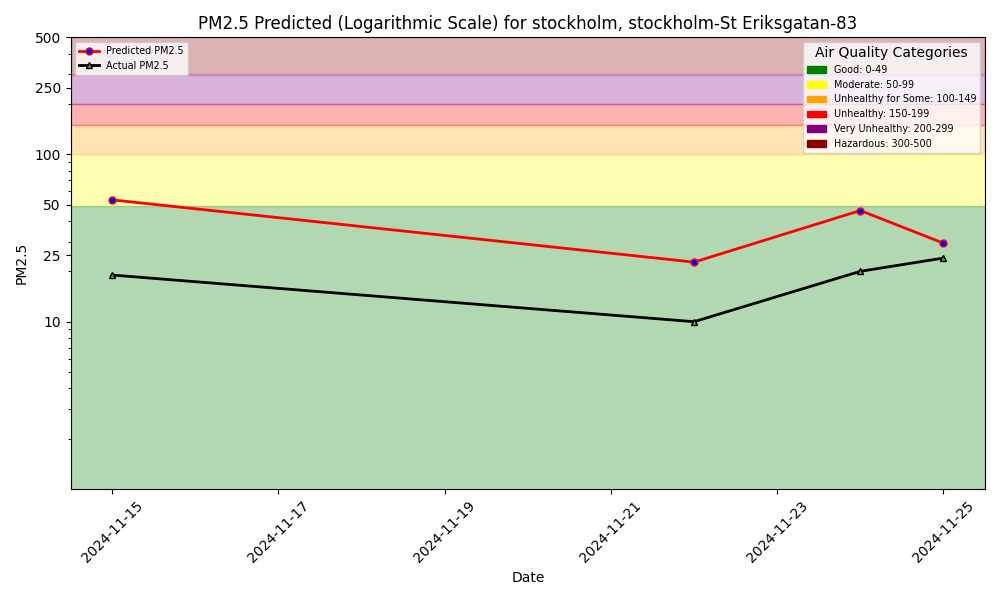 PM2.5 Predicted (Logarithmic Scale) for stockholm, stockholm-St Eriksgatan-83
Predicted PM2.5
Actual PM2.5
Air Quality Categories
Good: 0-49
Moderate: 50-99
Unhealthy for Some: 100-149
Unhealthy: 150-199
Very Unhealthy: 200-299
Hazardous: 300-500
500
250
100
50
25
10
PM2.5
2024-11-15
2024-11-17
2024-11-19
2024-11-21
2024-11-23
2024-11-25
Date